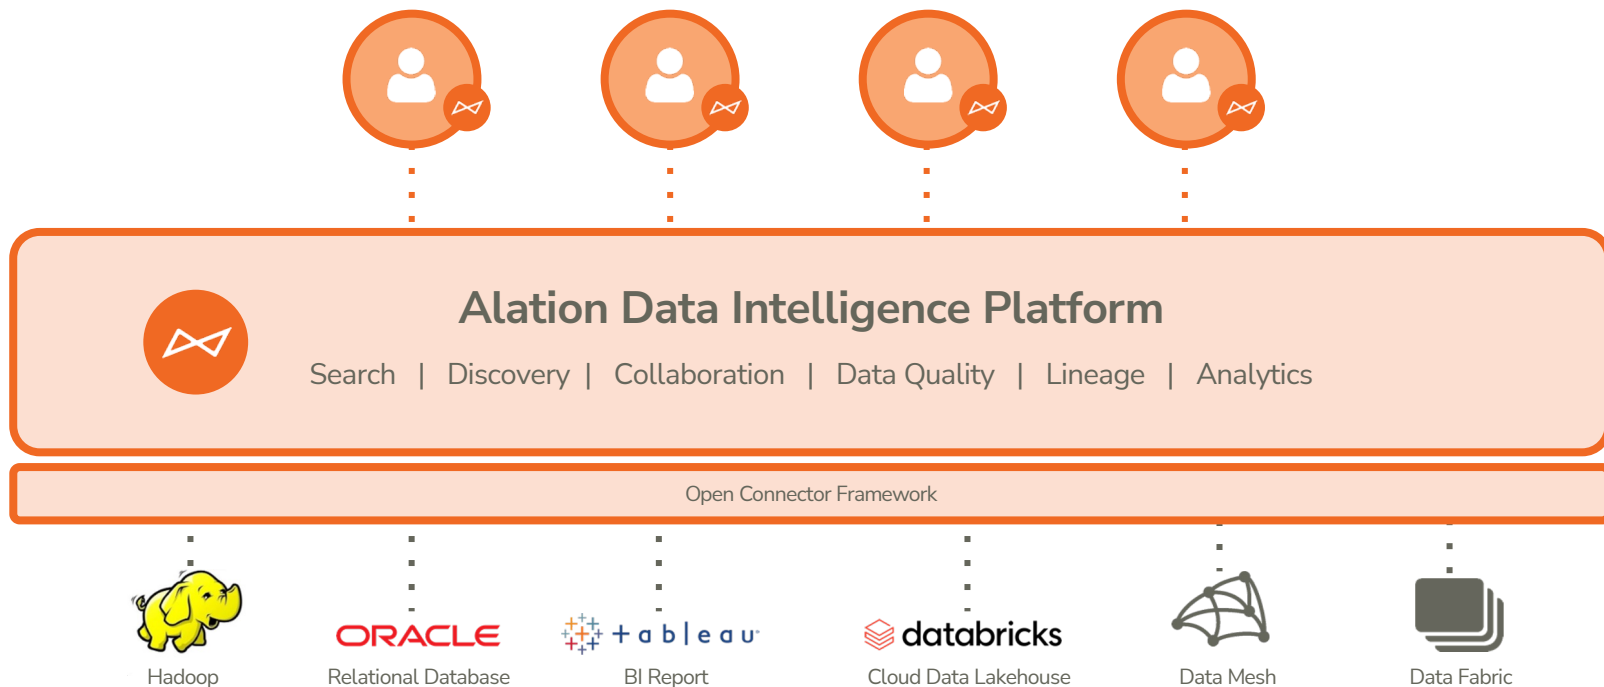 Alation Data Intelligence Platform
Search | Discovery | Collaboration | Data Quality | Lineage | Analytics
Open Connector Framework
ORACLE
+ableau
databricks
Hadoop
Relational Database
BI Report
Cloud Data Lakehouse
Data Mesh
Data Fabric